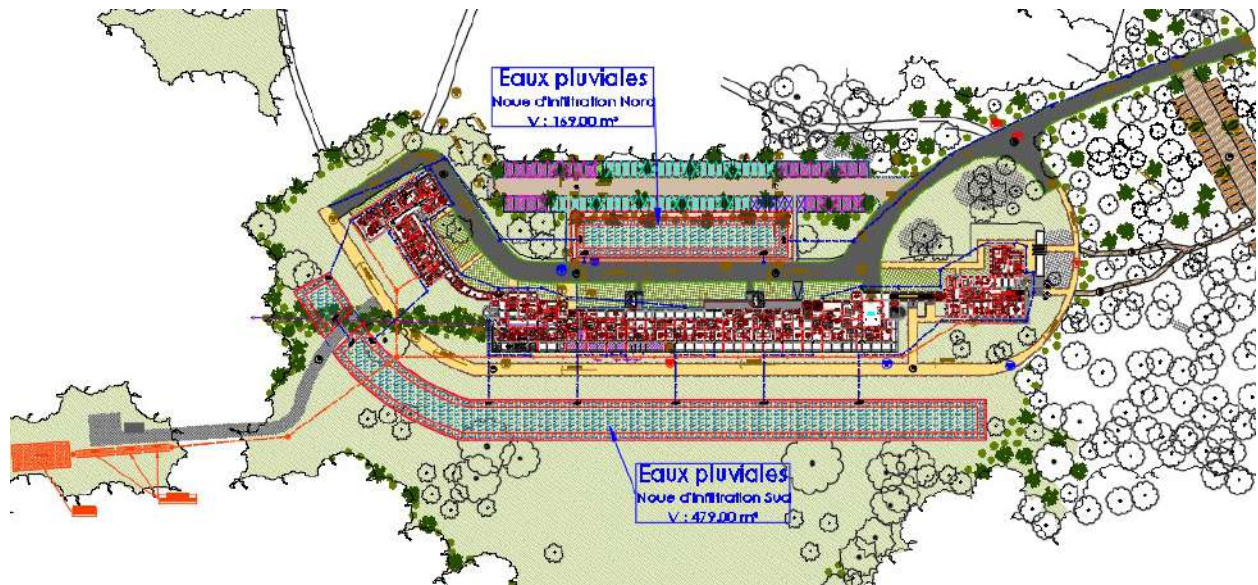 Eaux pluviales
Noue d'infiltration Nord
V : 169,00 m³
Eaux pluviales
Noue d'infiltration Sud
V : 479,00 m³